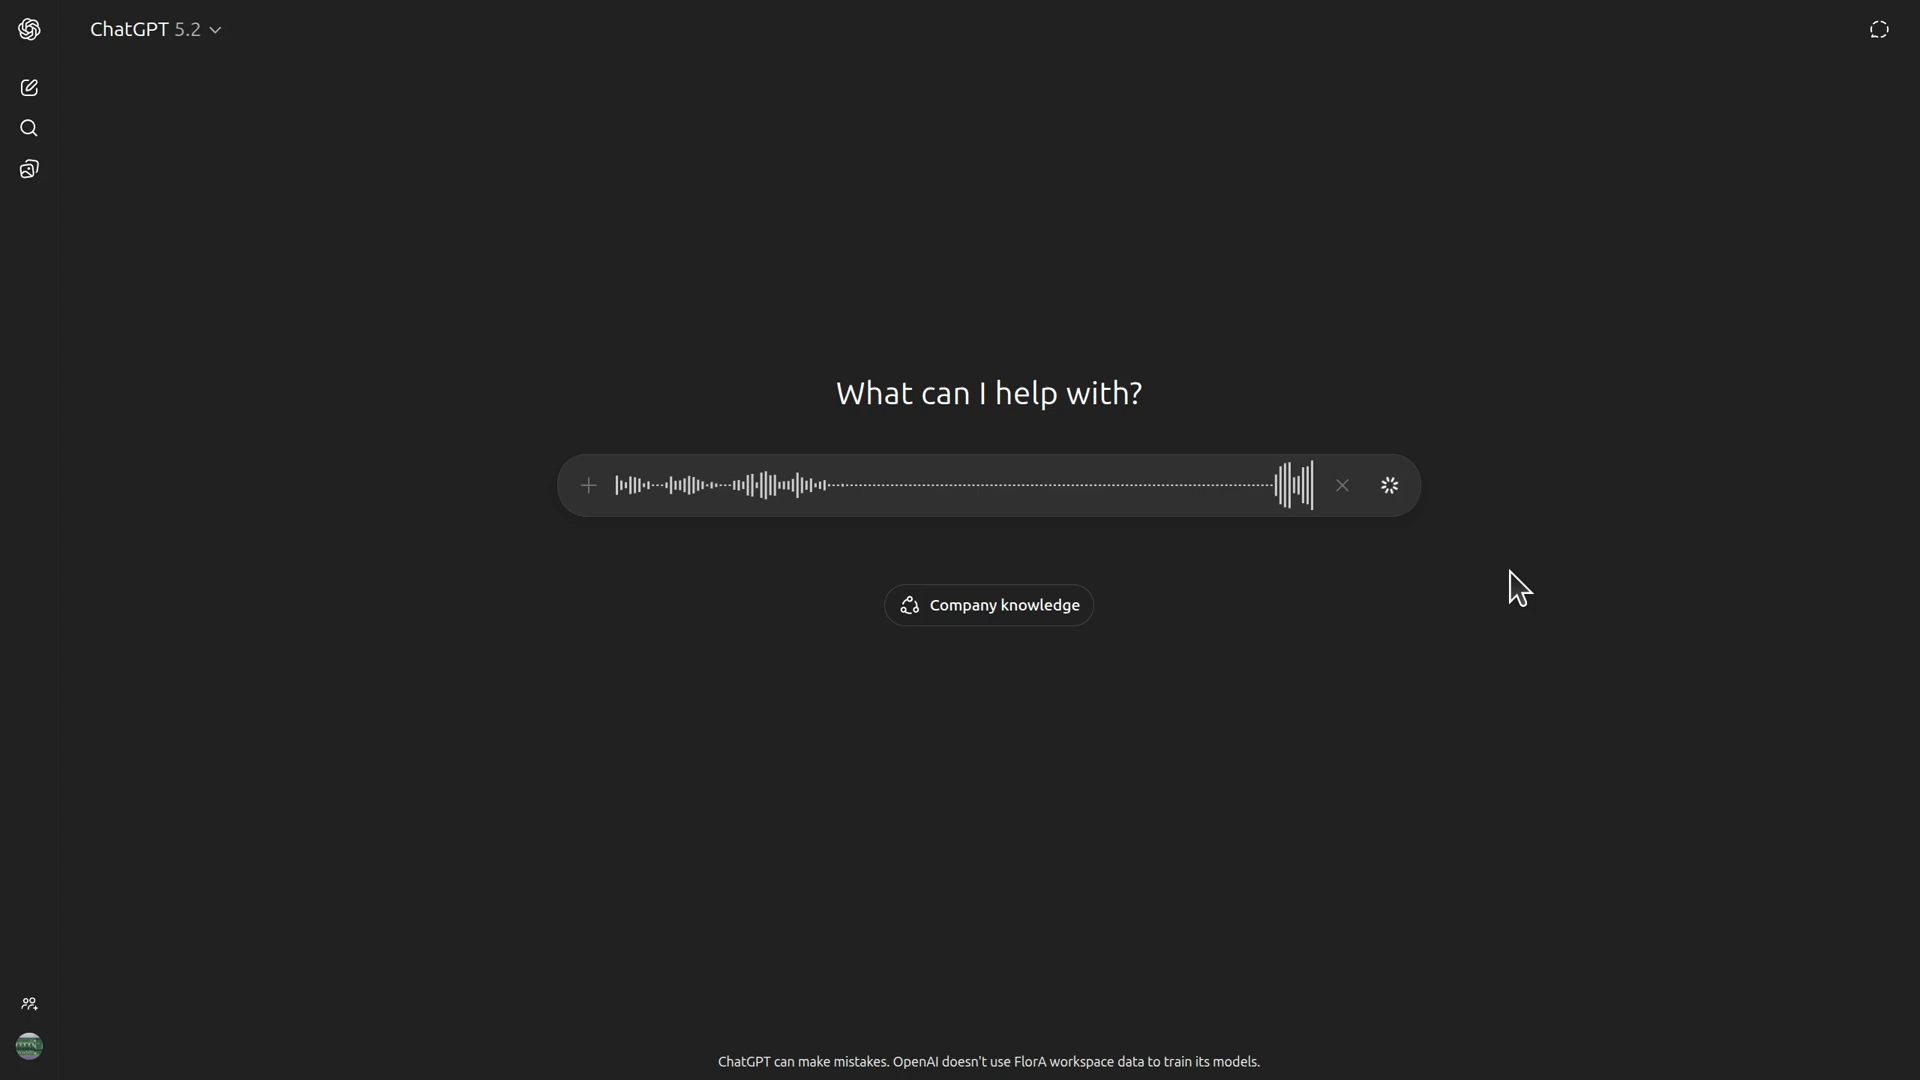 ChatGPT 5.2
What can I help with?
Company knowledge
ChatGPT can make mistakes. OpenAI doesn't use FlorA workspace data to train its models.